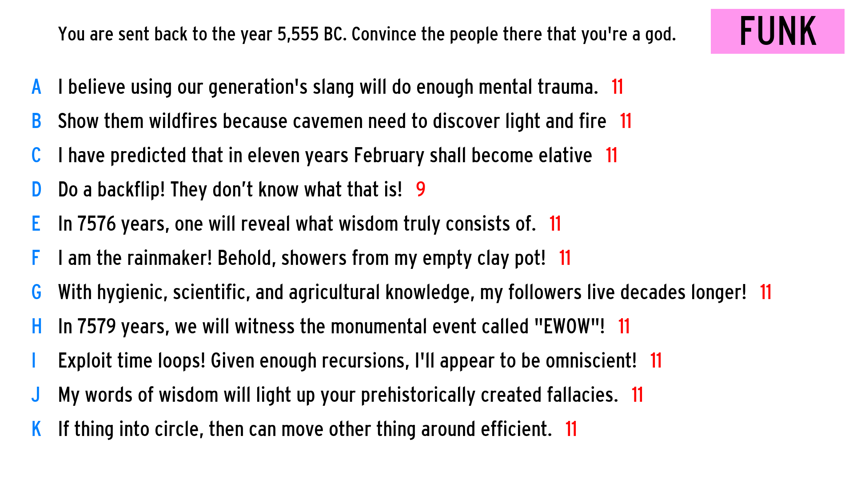 You are sent back to the year 5,555 BC. Convince the people there that you're a god.
FUNK
A I believe using our generation's slang will do enough mental trauma. 11
B Show them wildfires because cavemen need to discover light and fire 11
C I have predicted that in eleven years February shall become elative 11
D Do a backflip! They don’t know what that is! 9
E In 7576 years, one will reveal what wisdom truly consists of. 11
F I am the rainmaker! Behold, showers from my empty clay pot! 11
G With hygienic, scientific, and agricultural knowledge, my followers live decades longer! 11
H In 7579 years, we will witness the monumental event called "EWOW"! 11
I Exploit time loops! Given enough recursions, I'll appear to be omniscient! 11
J My words of wisdom will light up your prehistorically created fallacies. 11
K If thing into circle, then can move other thing around efficient. 11